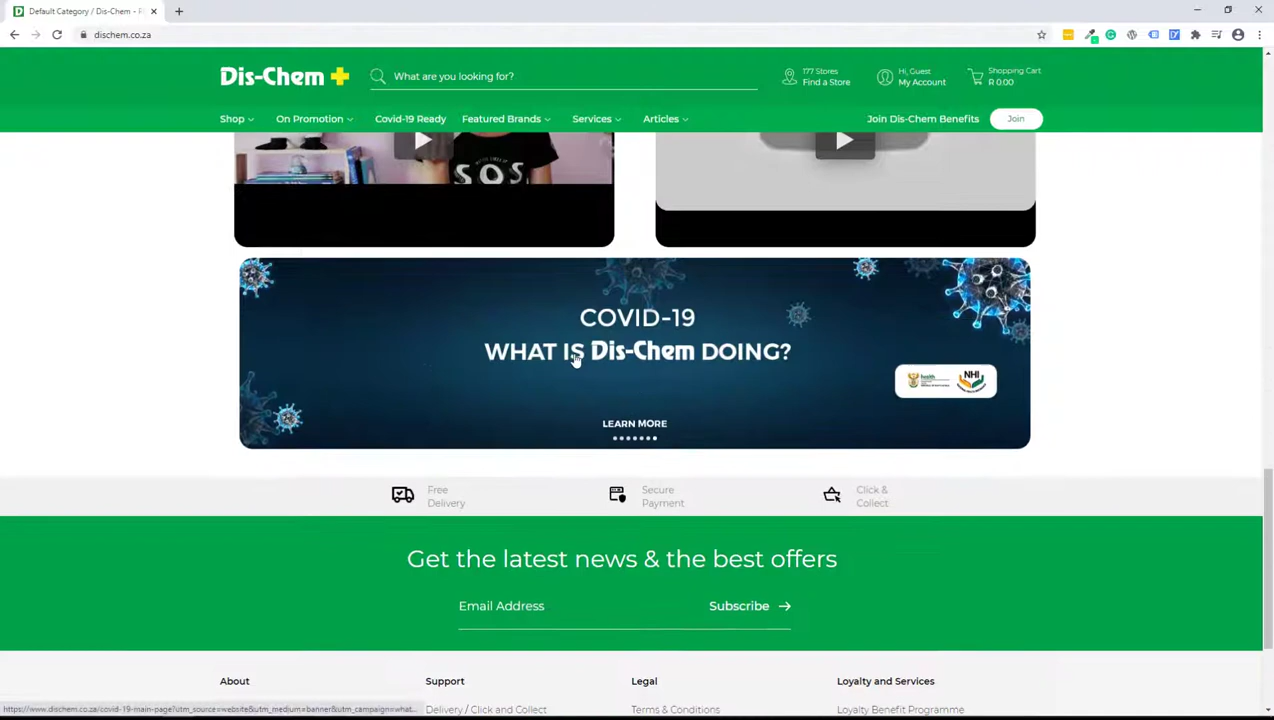 Default Category / Dis-Chem - P
dischem.co.za
Dis-Chem
What are you looking for?
177 Stores
Find a Store
Hi, Guest
My Account
Shopping Cart
R 0.00
Shop
On Promotion
Covid-19 Ready
Featured Brands
Services
Articles
Join Dis-Chem Benefits
Join
SOS
COVID-19
WHAT IS Dis-Chem DOING?
health
NHI
LEARN MORE
Free
Delivery
Secure
Payment
Click &
Collect
Get the latest news & the best offers
Email Address
Subscribe
About
Support
Legal
Loyalty and Services
https://www.dischem.co.za/covid-19-main-page?utm_source=website&utm_medium=banner&utm_campaign=what...
Delivery / Click and Collect
Terms & Conditions
Loyalty Benefit Programme